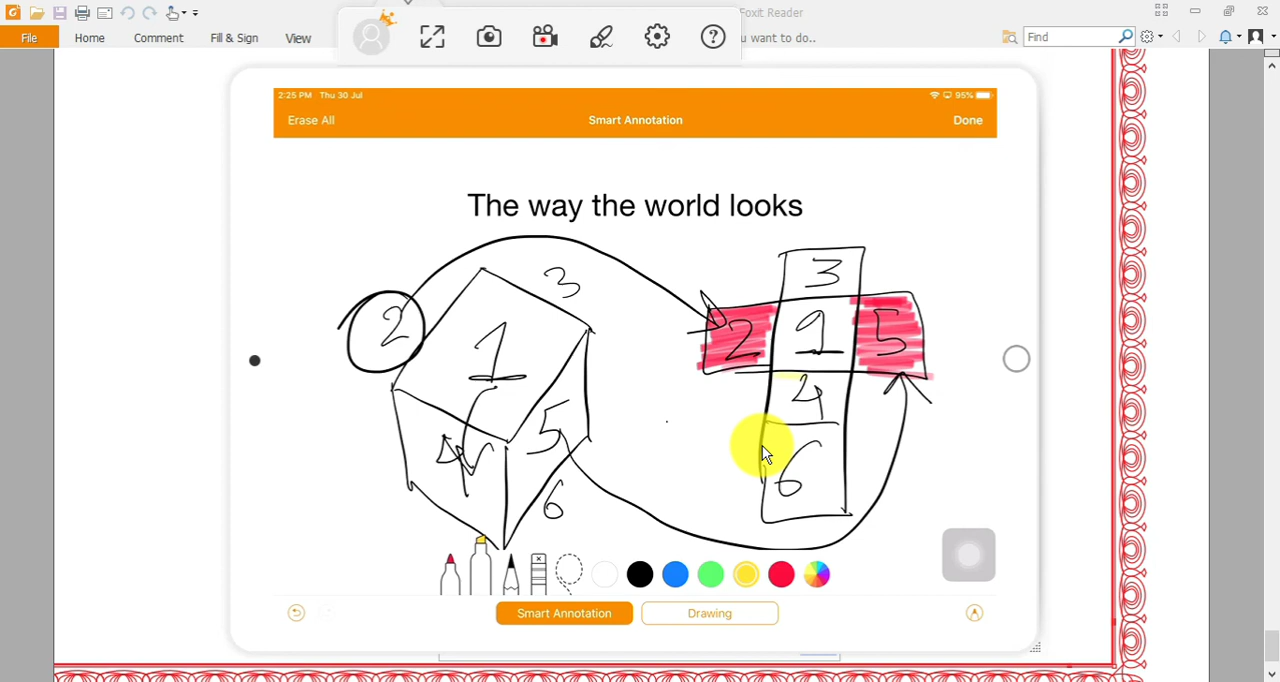 Foxit Reader
File Home Comment Fill & Sign View
u want to do..
Find
2:25 PM Thu 30 Jul
95%
Erase All Smart Annotation Done
The way the world looks
3
3
2
1
2 1 5
4
5
4
6
6
Smart Annotation Drawing